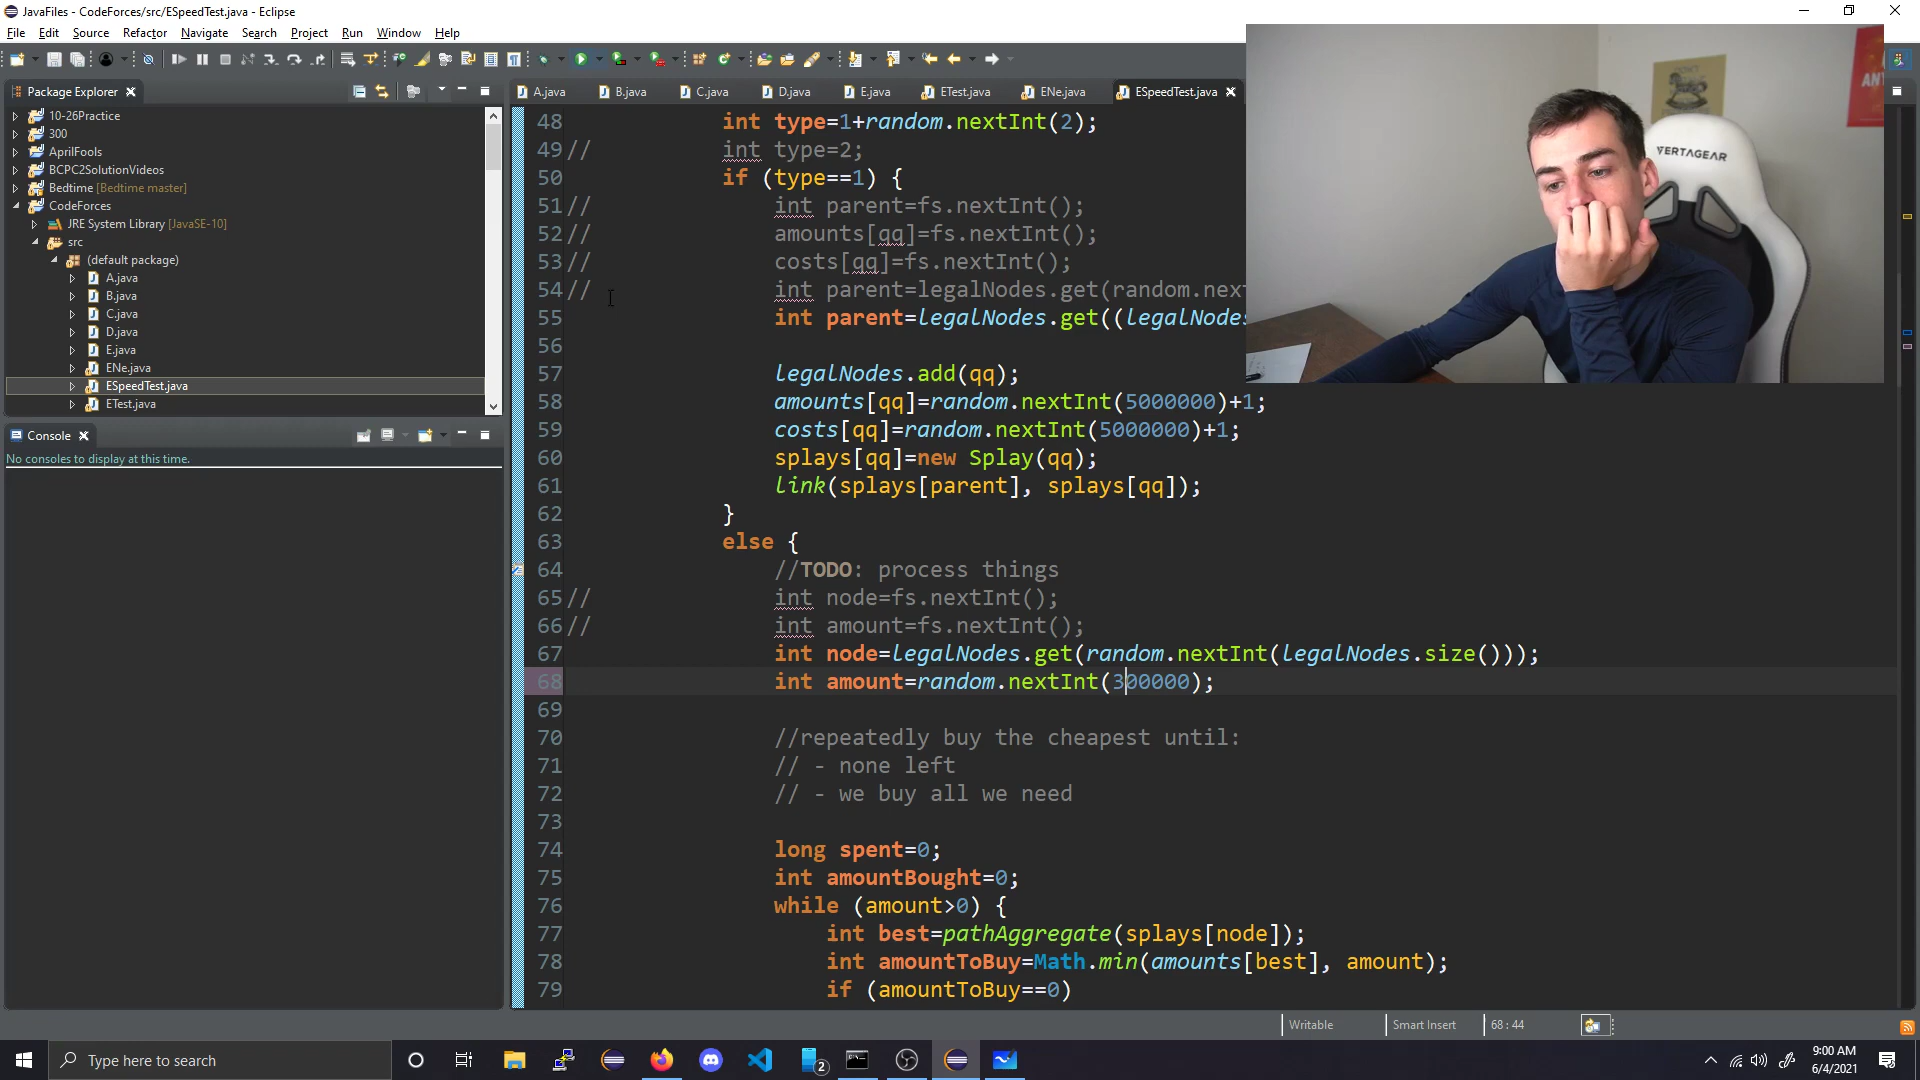 JavaFiles - CodeForces/src/ESpeedTest.java - Eclipse
File Edit Source Refactor Navigate Search Project Run Window Help
Package Explorer
10-26Practice
300
AprilFools
BCPC2SolutionVideos
Bedtime [Bedtime master]
CodeForces
JRE System Library [JavaSE-10]
src
(default package)
A.java
B.java
C.java
D.java
E.java
ENe.java
ESpeedTest.java
ETest.java
Console
No consoles to display at this time.
A.java B.java C.java D.java E.java ETest.java ENe.java ESpeedTest.java
48 int type=1+random.nextInt(2);
49 // int type=2;
50 if (type==1) {
51 // int parent=fs.nextInt();
52 // amounts[qq]=fs.nextInt();
53 // costs[qq]=fs.nextInt();
54 // int parent=legalNodes.get(random.nex
55 int parent=legalNodes.get((legalNodes
56
57 legalNodes.add(qq);
58 amounts[qq]=random.nextInt(5000000)+1;
59 costs[qq]=random.nextInt(5000000)+1;
60 splays[qq]=new Splay(qq);
61 link(splays[parent], splays[qq]);
62 }
63 else {
64 //TODO: process things
65 // int node=fs.nextInt();
66 // int amount=fs.nextInt();
67 int node=legalNodes.get(random.nextInt(legalNodes.size()));
68 int amount=random.nextInt(300000);
69
70 //repeatedly buy the cheapest until:
71 // - none left
72 // - we buy all we need
73
74 long spent=0;
75 int amountBought=0;
76 while (amount>0) {
77 int best=pathAggregate(splays[node]);
78 int amountToBuy=Math.min(amounts[best], amount);
79 if (amountToBuy==0)
VERTAGEAR
DON'T
ANY
Writable Smart Insert 68 : 44
Type here to search
2
9:00 AM
6/4/2021